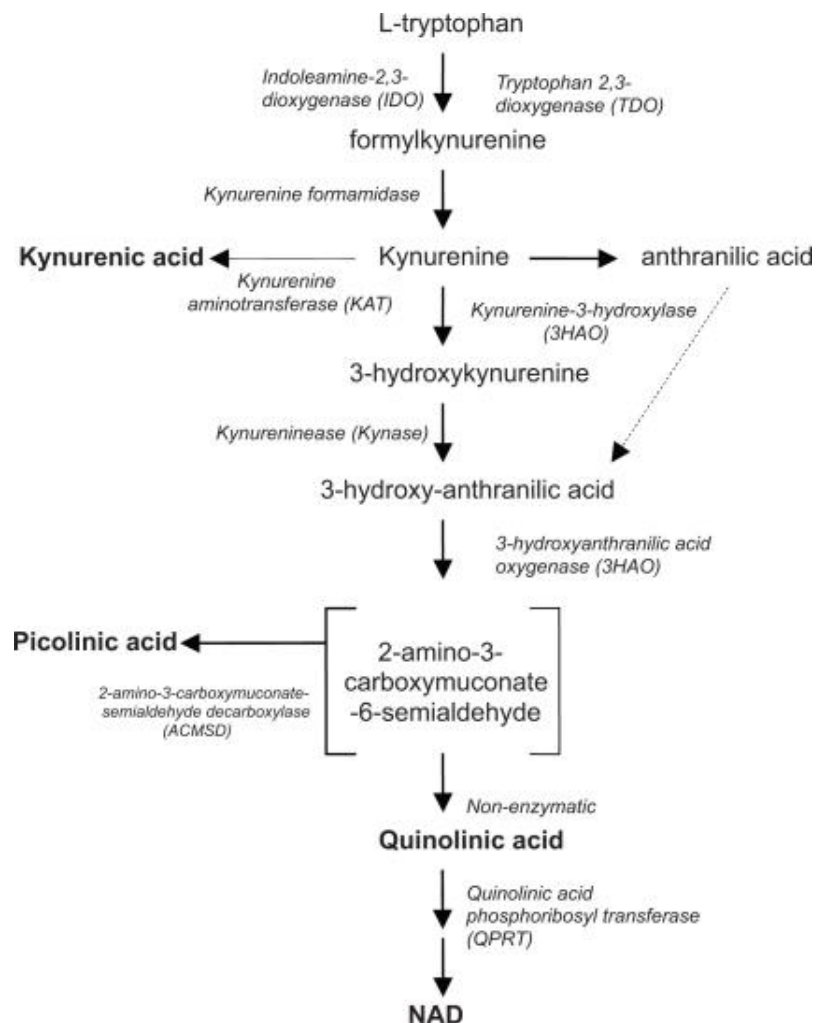 L-tryptophan
Indoleamine-2,3-
dioxygenase (IDO)
Tryptophan 2,3-
dioxygenase (TDO)
formylkynurenine
Kynurenine formamidase
Kynurenic acid
Kynurenine
anthranilic acid
Kynurenine
aminotransferase (KAT)
Kynurenine-3-hydroxylase
(3HAO)
3-hydroxykynurenine
Kynureninease (Kynase)
3-hydroxy-anthranilic acid
3-hydroxyanthranilic acid
oxygenase (3HAO)
Picolinic acid
2-amino-3-
carboxymuconate
-6-semialdehyde
2-amino-3-carboxymuconate-
semialdehyde decarboxylase
(ACMSD)
Non-enzymatic
Quinolinic acid
Quinolinic acid
phosphoribosyl transferase
(QPRT)
NAD